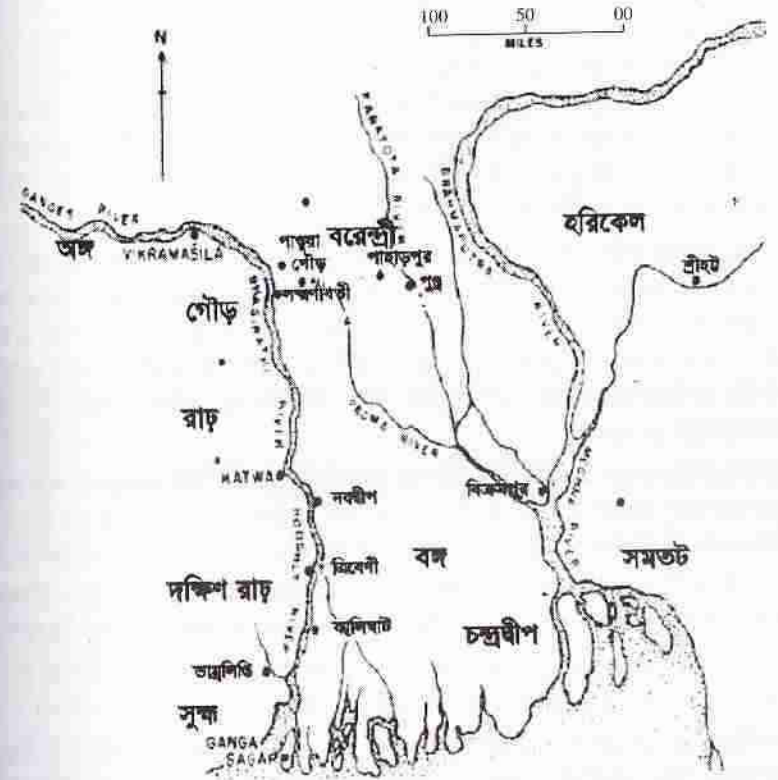 100 50 00
MILES
N
KARATOYA RIVER
BRAHMAPUTRA
RIVER
GANGES RIVER
অঙ্গ
VIKRAMASILA
বরেন্দ্রী
হরিকেল
পাণ্ডুয়া
গৌড়
পাহাড়পুর
পুণ্ড্র
শ্রীহট্ট
লক্ষ্মণাবতী
গৌড়
BHAGIRATHI
RIVER
রাঢ়
PADMA RIVER
KATWA
নবদ্বীপ
বিক্রমপুর
MEGHNA RIVER
HOOGHLY RIVER
ত্রিবেণী
বঙ্গ
সমতট
দক্ষিণ রাঢ়
কালিঘাট
চন্দ্রদ্বীপ
তাম্রলিপ্তি
সুহ্ম
GANGA
SAGAR